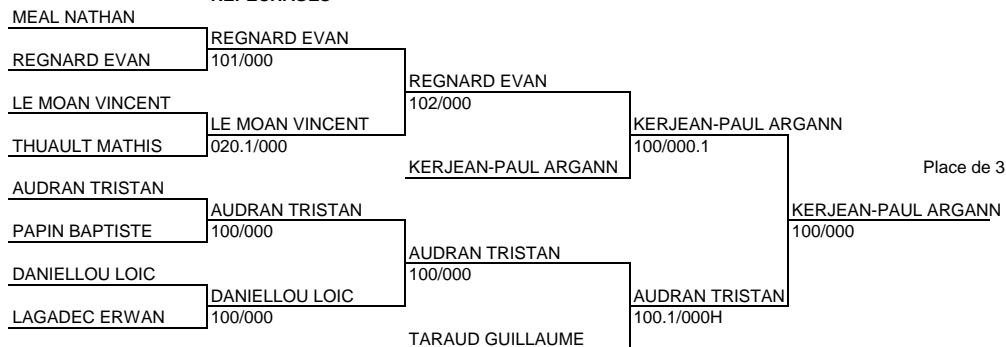 MEAL NATHAN
REGNARD EVAN
REGNARD EVAN
101/000
REGNARD EVAN
102/000
LE MOAN VINCENT
LE MOAN VINCENT
KERJEAN-PAUL ARGANN
THUAULT MATHIS
020.1/000
100/000.1
KERJEAN-PAUL ARGANN
Place de 3
AUDRAN TRISTAN
AUDRAN TRISTAN
KERJEAN-PAUL ARGANN
PAPIN BAPTISTE
100/000
100/000
AUDRAN TRISTAN
100/000
DANIELLOU LOIC
DANIELLOU LOIC
AUDRAN TRISTAN
LAGADEC ERWAN
100/000
100.1/000H
TARAUD GUILLAUME